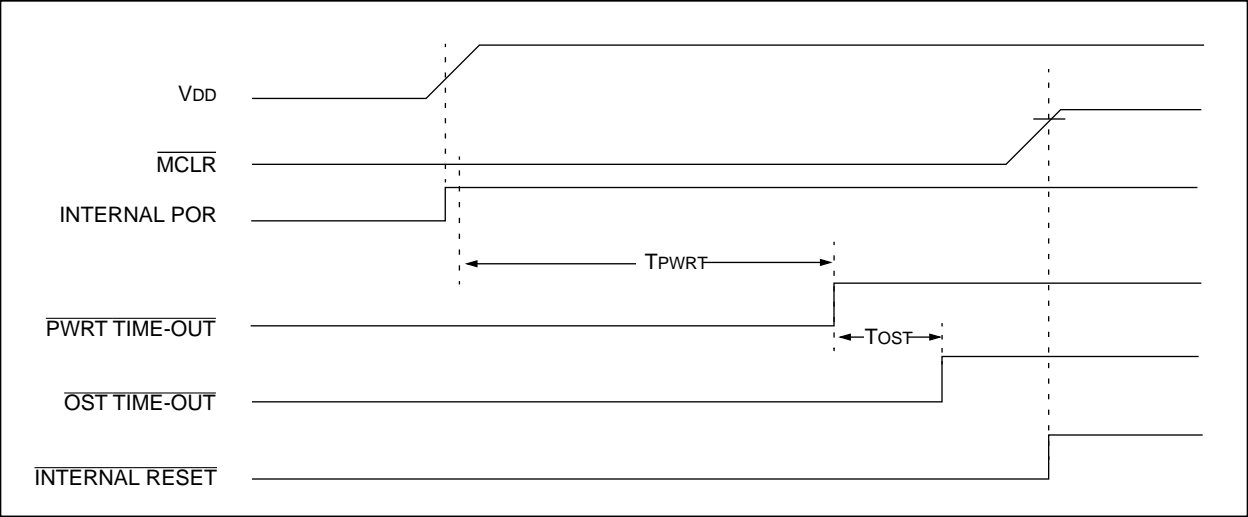 VDD
MCLR
INTERNAL POR
TPWRT
PWRT TIME-OUT
TOST
OST TIME-OUT
INTERNAL RESET